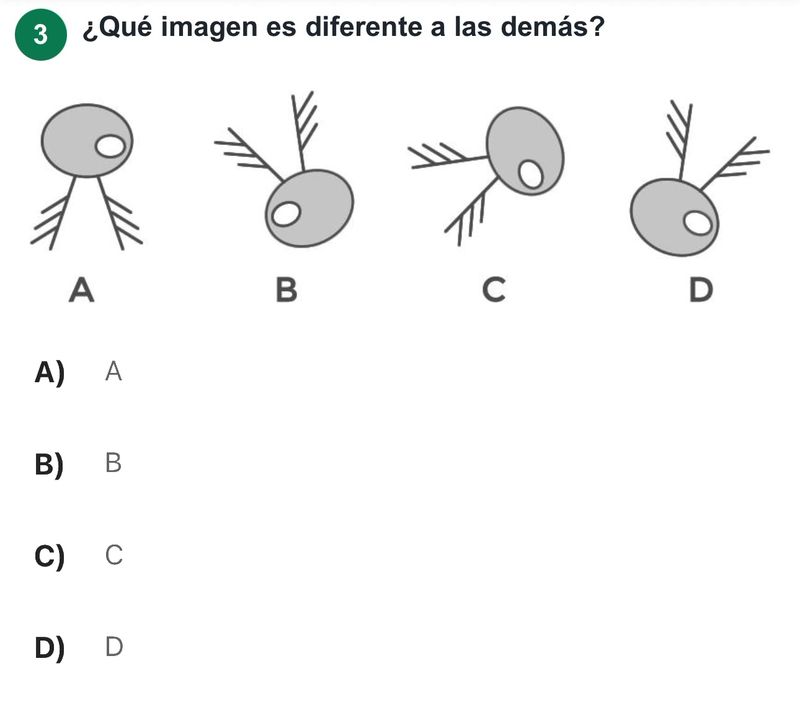 3 ¿Qué imagen es diferente a las demás?
A B C D
A) A
B) B
C) C
D) D